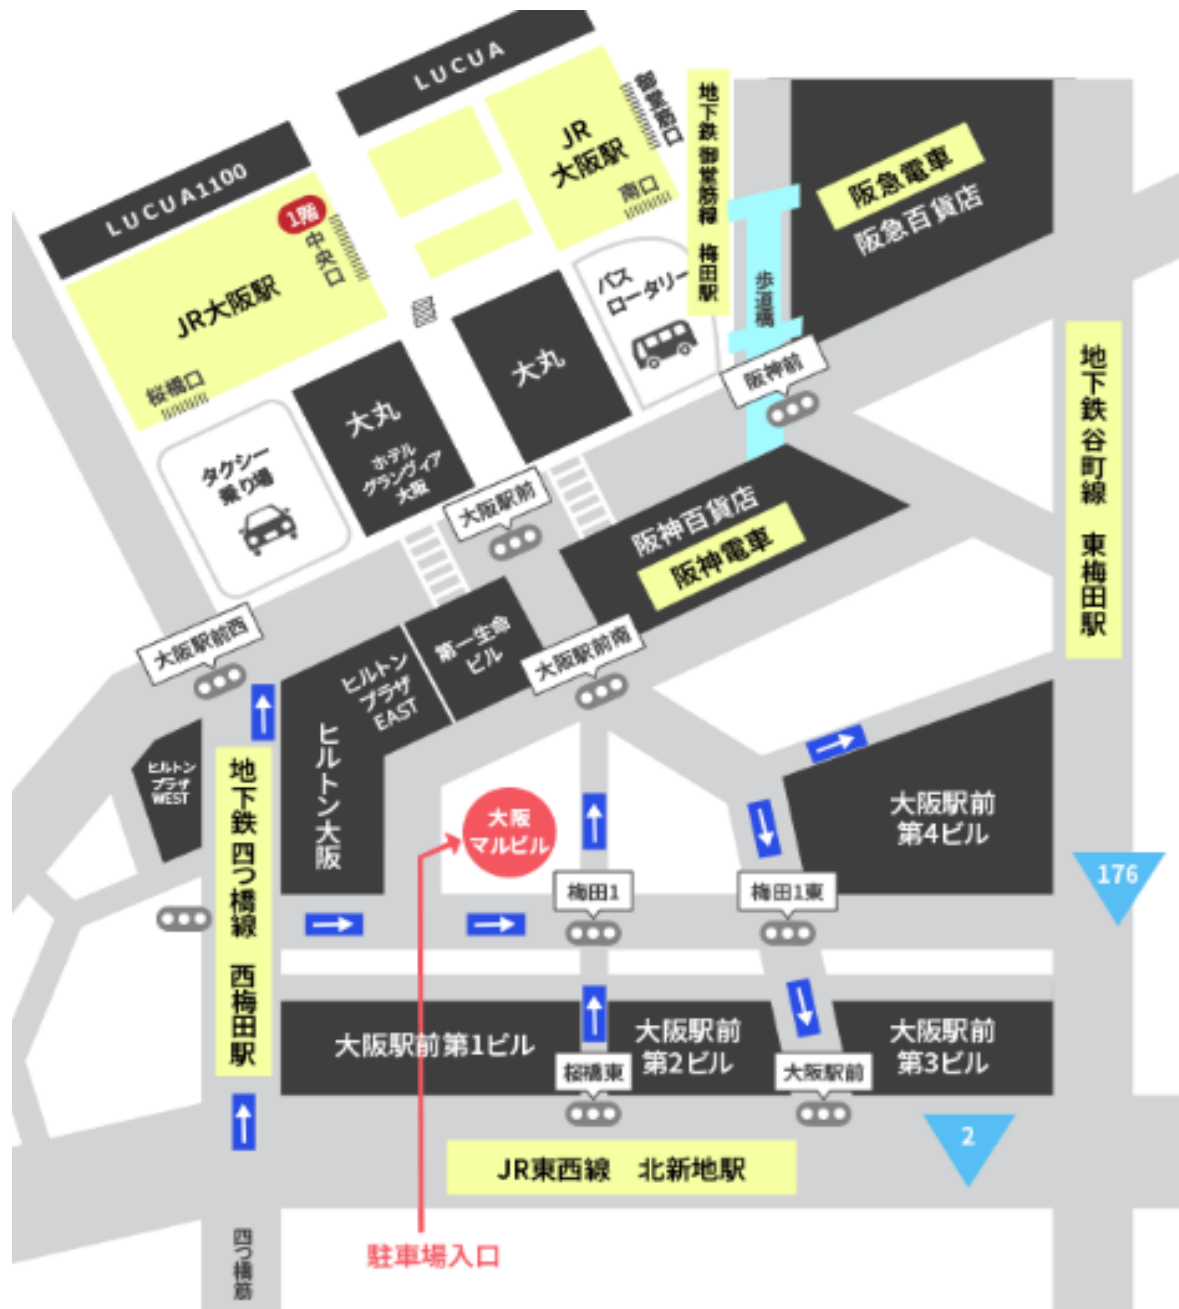 LUCUA
LUCUA1100
JR
大阪駅
御堂筋口
南口
地下鉄 御堂筋線 梅田駅
阪急電車
阪急百貨店
1階
中央口
JR大阪駅
桜橋口
バス
ロータリー
歩道橋
阪神前
大丸
大丸
ホテル
グランヴィア
大阪
タクシー
乗り場
大阪駅前
阪神百貨店
阪神電車
地下鉄谷町線 東梅田駅
大阪駅前西
第一生命
ビル
大阪駅前南
ヒルトン
プラザ
EAST
ヒルトン大阪
ヒルトン
プラザ
WEST
地下鉄 四つ橋線 西梅田駅
大阪
マルビル
大阪駅前
第4ビル
176
梅田1
梅田1東
大阪駅前第1ビル
大阪駅前
第2ビル
大阪駅前
第3ビル
桜橋東
大阪駅前
2
JR東西線 北新地駅
四つ橋筋
駐車場入口